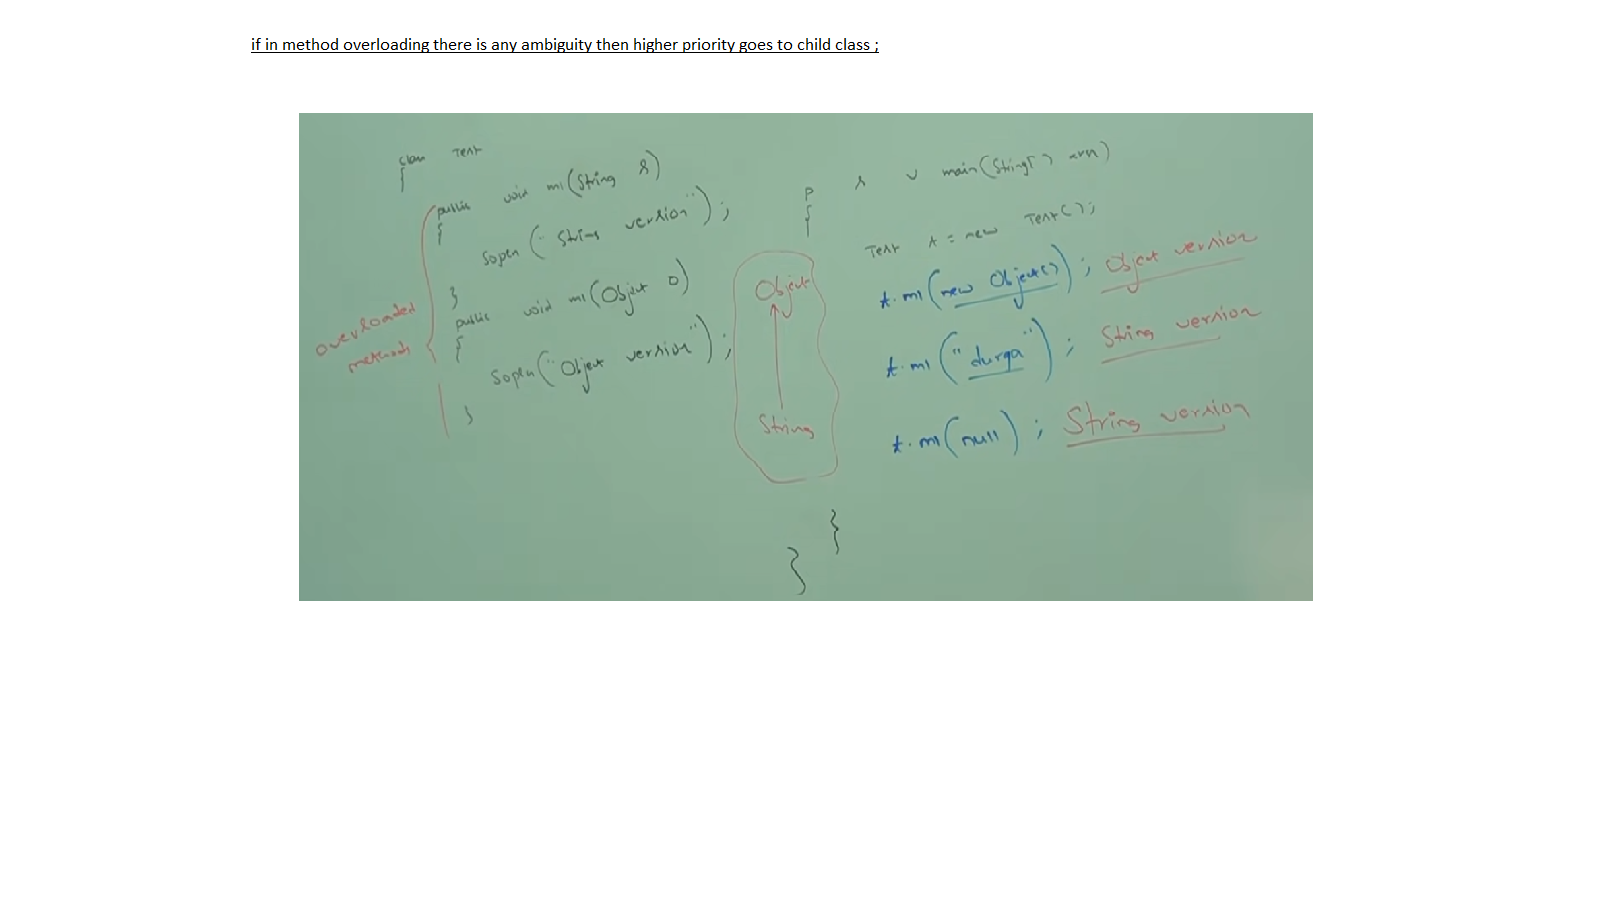 if in method overloading there is any ambiguity then higher priority goes to child class ;
class Test
{
public void m1(String s)
{
Sopln("String version");
}
public void m1(Object o)
{
Sopln("Object version");
}
overloaded
methods
Object
String
p s v main(String[])
{
Test t = new Test();
t.m1(new Object()); Object version
t.m1("durga"); String version
t.m1(null); String version
}
}